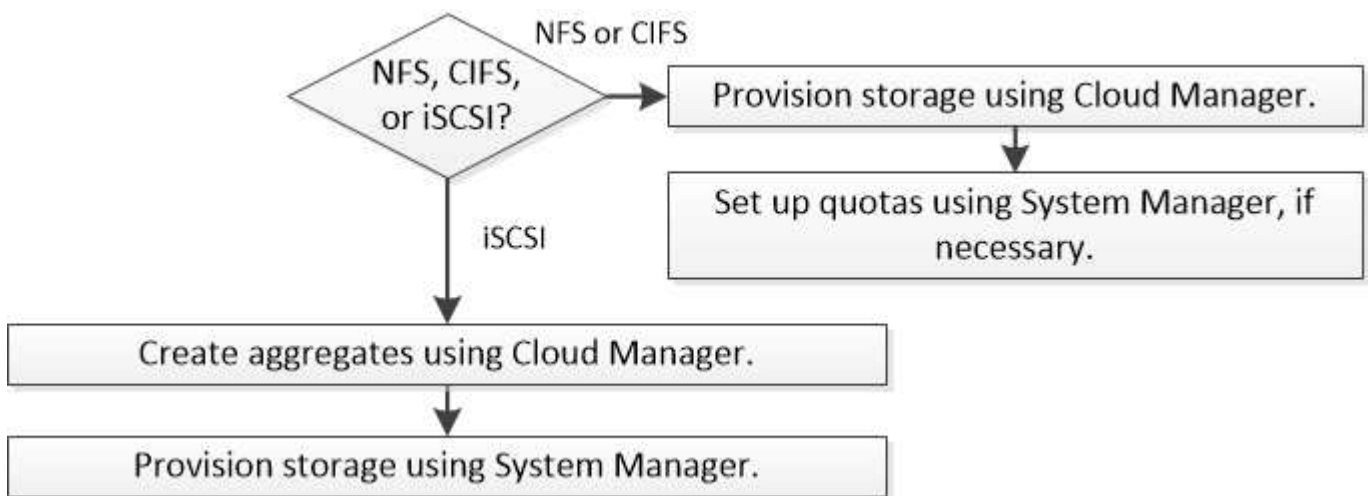 NFS or CIFS
NFS, CIFS,
or iSCSI?
Provision storage using Cloud Manager.
Set up quotas using System Manager, if
necessary.
iSCSI
Create aggregates using Cloud Manager.
Provision storage using System Manager.